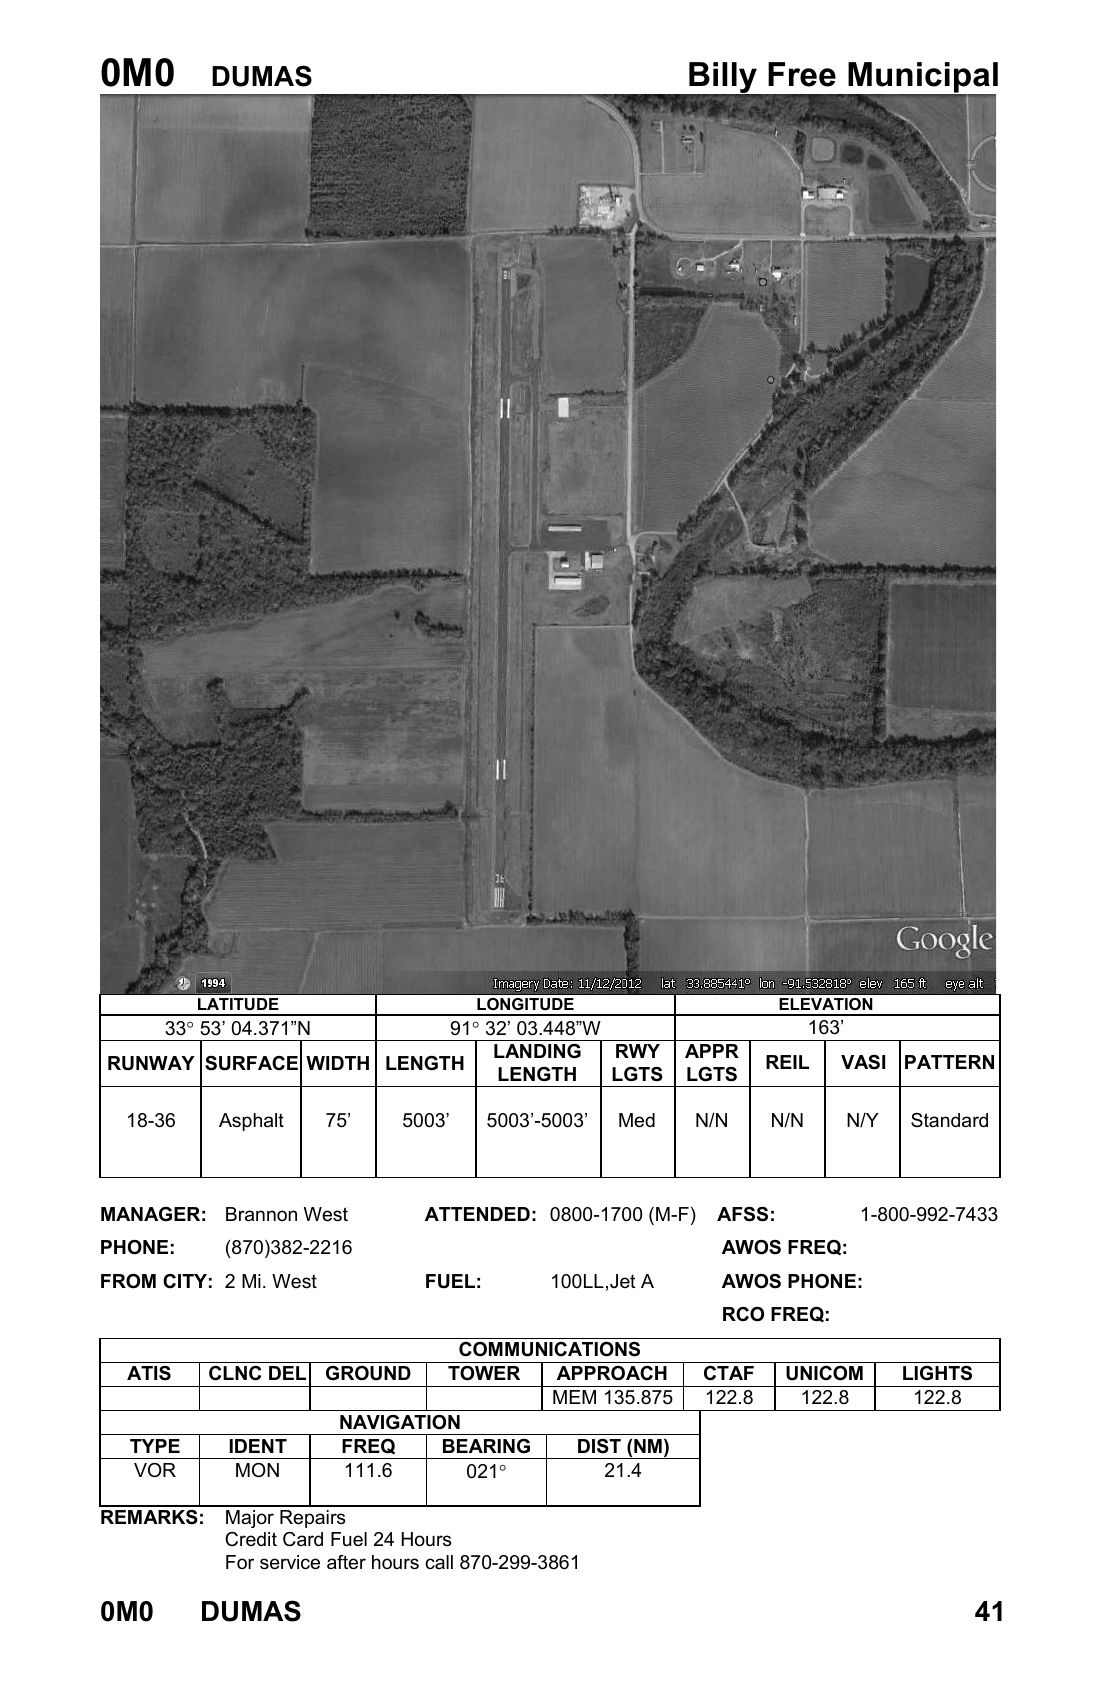 0M0 DUMAS Billy Free Municipal
Google
1994 Imagery Date: 11/12/2012 lat 33.885441° lon -91.532818° elev 165 ft eye alt
LATITUDE LONGITUDE ELEVATION
33° 53’ 04.371”N 91° 32’ 03.448”W 163’
RUNWAY SURFACE WIDTH LENGTH LANDING LENGTH RWY LGTS APPR LGTS REIL VASI PATTERN
18-36 Asphalt 75’ 5003’ 5003’-5003’ Med N/N N/N N/Y Standard
MANAGER: Brannon West ATTENDED: 0800-1700 (M-F) AFSS: 1-800-992-7433
PHONE: (870)382-2216 AWOS FREQ:
FROM CITY: 2 Mi. West FUEL: 100LL,Jet A AWOS PHONE:
RCO FREQ:
COMMUNICATIONS
ATIS CLNC DEL GROUND TOWER APPROACH CTAF UNICOM LIGHTS
MEM 135.875 122.8 122.8 122.8
NAVIGATION
TYPE IDENT FREQ BEARING DIST (NM)
VOR MON 111.6 021° 21.4
REMARKS: Major Repairs
Credit Card Fuel 24 Hours
For service after hours call 870-299-3861
0M0 DUMAS 41